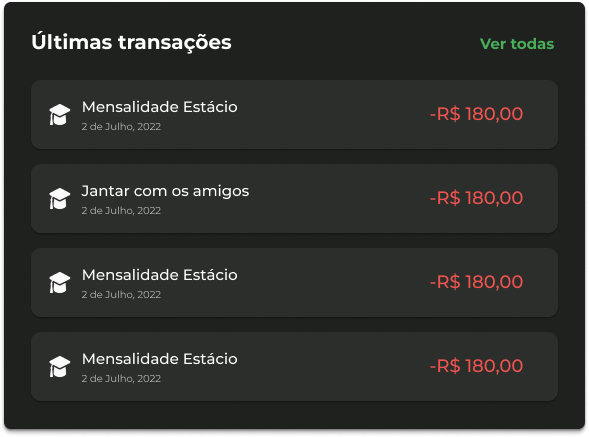 Últimas transações
Ver todas
Mensalidade Estácio
2 de Julho, 2022
-R$ 180,00
Jantar com os amigos
2 de Julho, 2022
-R$ 180,00
Mensalidade Estácio
2 de Julho, 2022
-R$ 180,00
Mensalidade Estácio
2 de Julho, 2022
-R$ 180,00